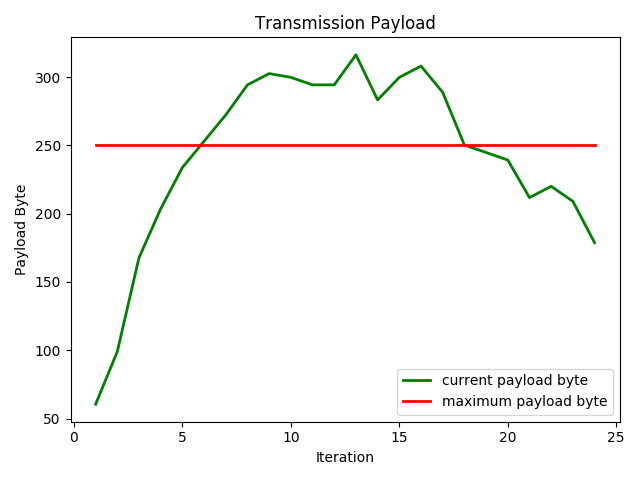 Transmission Payload
Payload Byte
300
250
200
150
100
50
0
5
10
15
20
25
Iteration
current payload byte
maximum payload byte